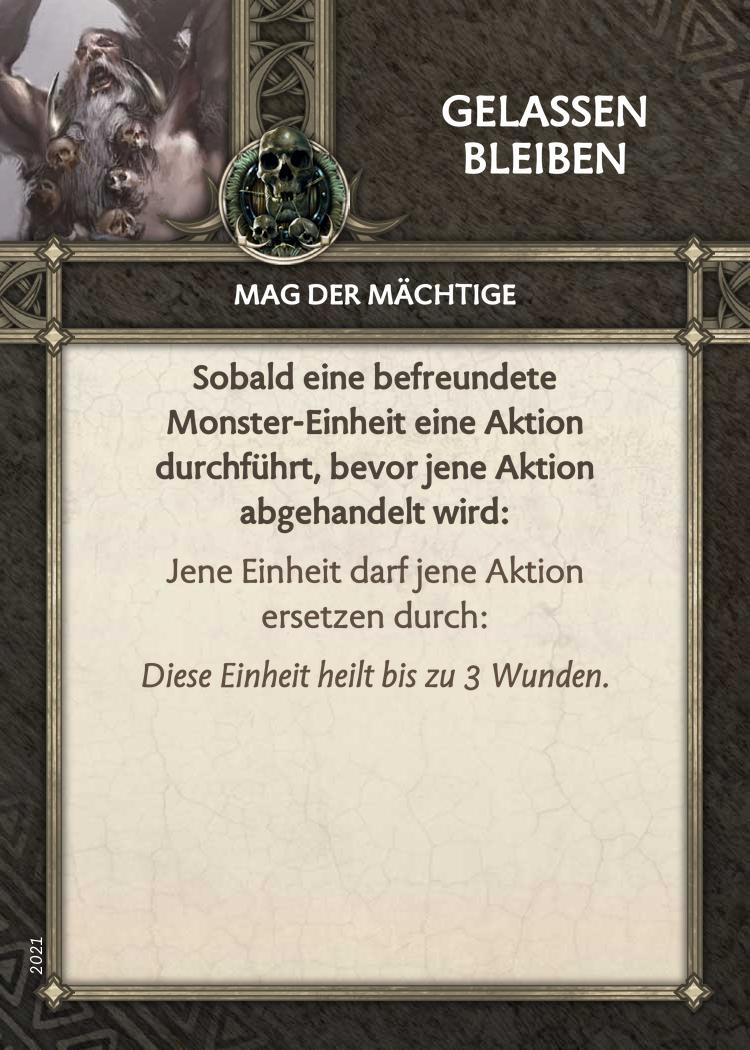 GELASSEN
BLEIBEN
MAG DER MÄCHTIGE
Sobald eine befreundete
Monster-Einheit eine Aktion
durchführt, bevor jene Aktion
abgehandelt wird:
Jene Einheit darf jene Aktion
ersetzen durch:
Diese Einheit heilt bis zu 3 Wunden.
2021